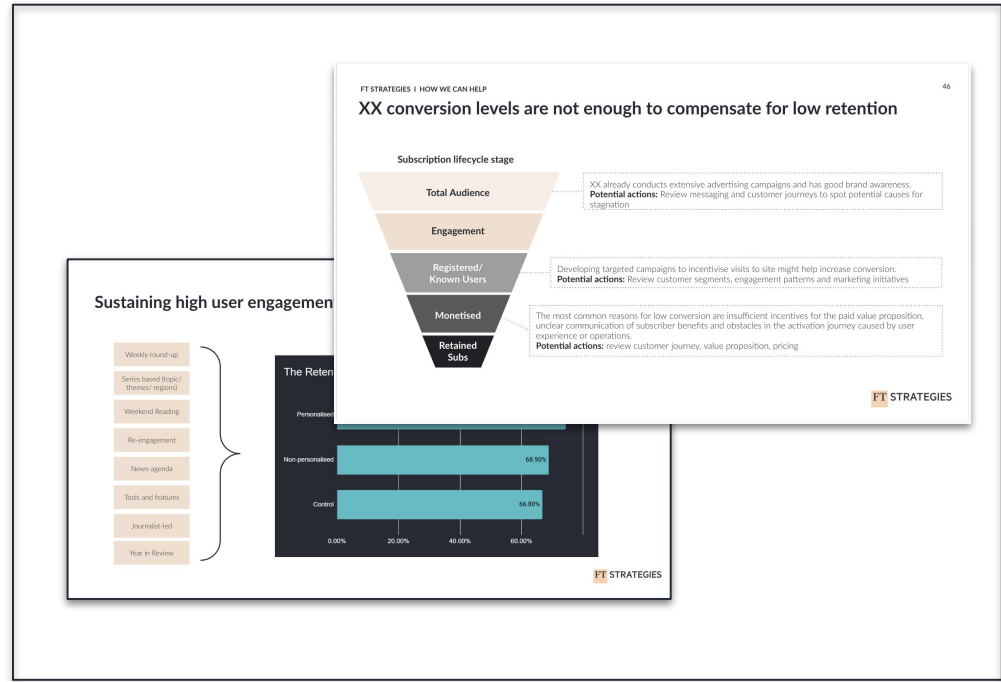 FT STRATEGIES I HOW WE CAN HELP
46
XX conversion levels are not enough to compensate for low retention
Subscription lifecycle stage
Total Audience
Engagement
Registered/
Known Users
Monetised
Retained
Subs
XX already conducts extensive advertising campaigns and has good brand awareness.
Potential actions: Review messaging and customer journeys to spot potential causes for
stagnation
Developing targeted campaigns to incentivise visits to site might help increase conversion.
Potential actions: Review customer segments, engagement patterns and marketing initiatives
The most common reasons for low conversion are insufficient incentives for the paid value proposition,
unclear communication of subscriber benefits and obstacles in the activation journey caused by user
experience or operations.
Potential actions: review customer journey, value proposition, pricing
FT STRATEGIES
Sustaining high user
Weekly round-up
Series based (topic/
themes/ regions)
Weekend Reading
Re-engagement
News-agenda
Tools and features
Journalist-led
Year in Review
The
Personalised
Non-personalised
68.90%
Control
66.80%
0.00%
20.00%
40.00%
60.00%
FT STRATEGIES